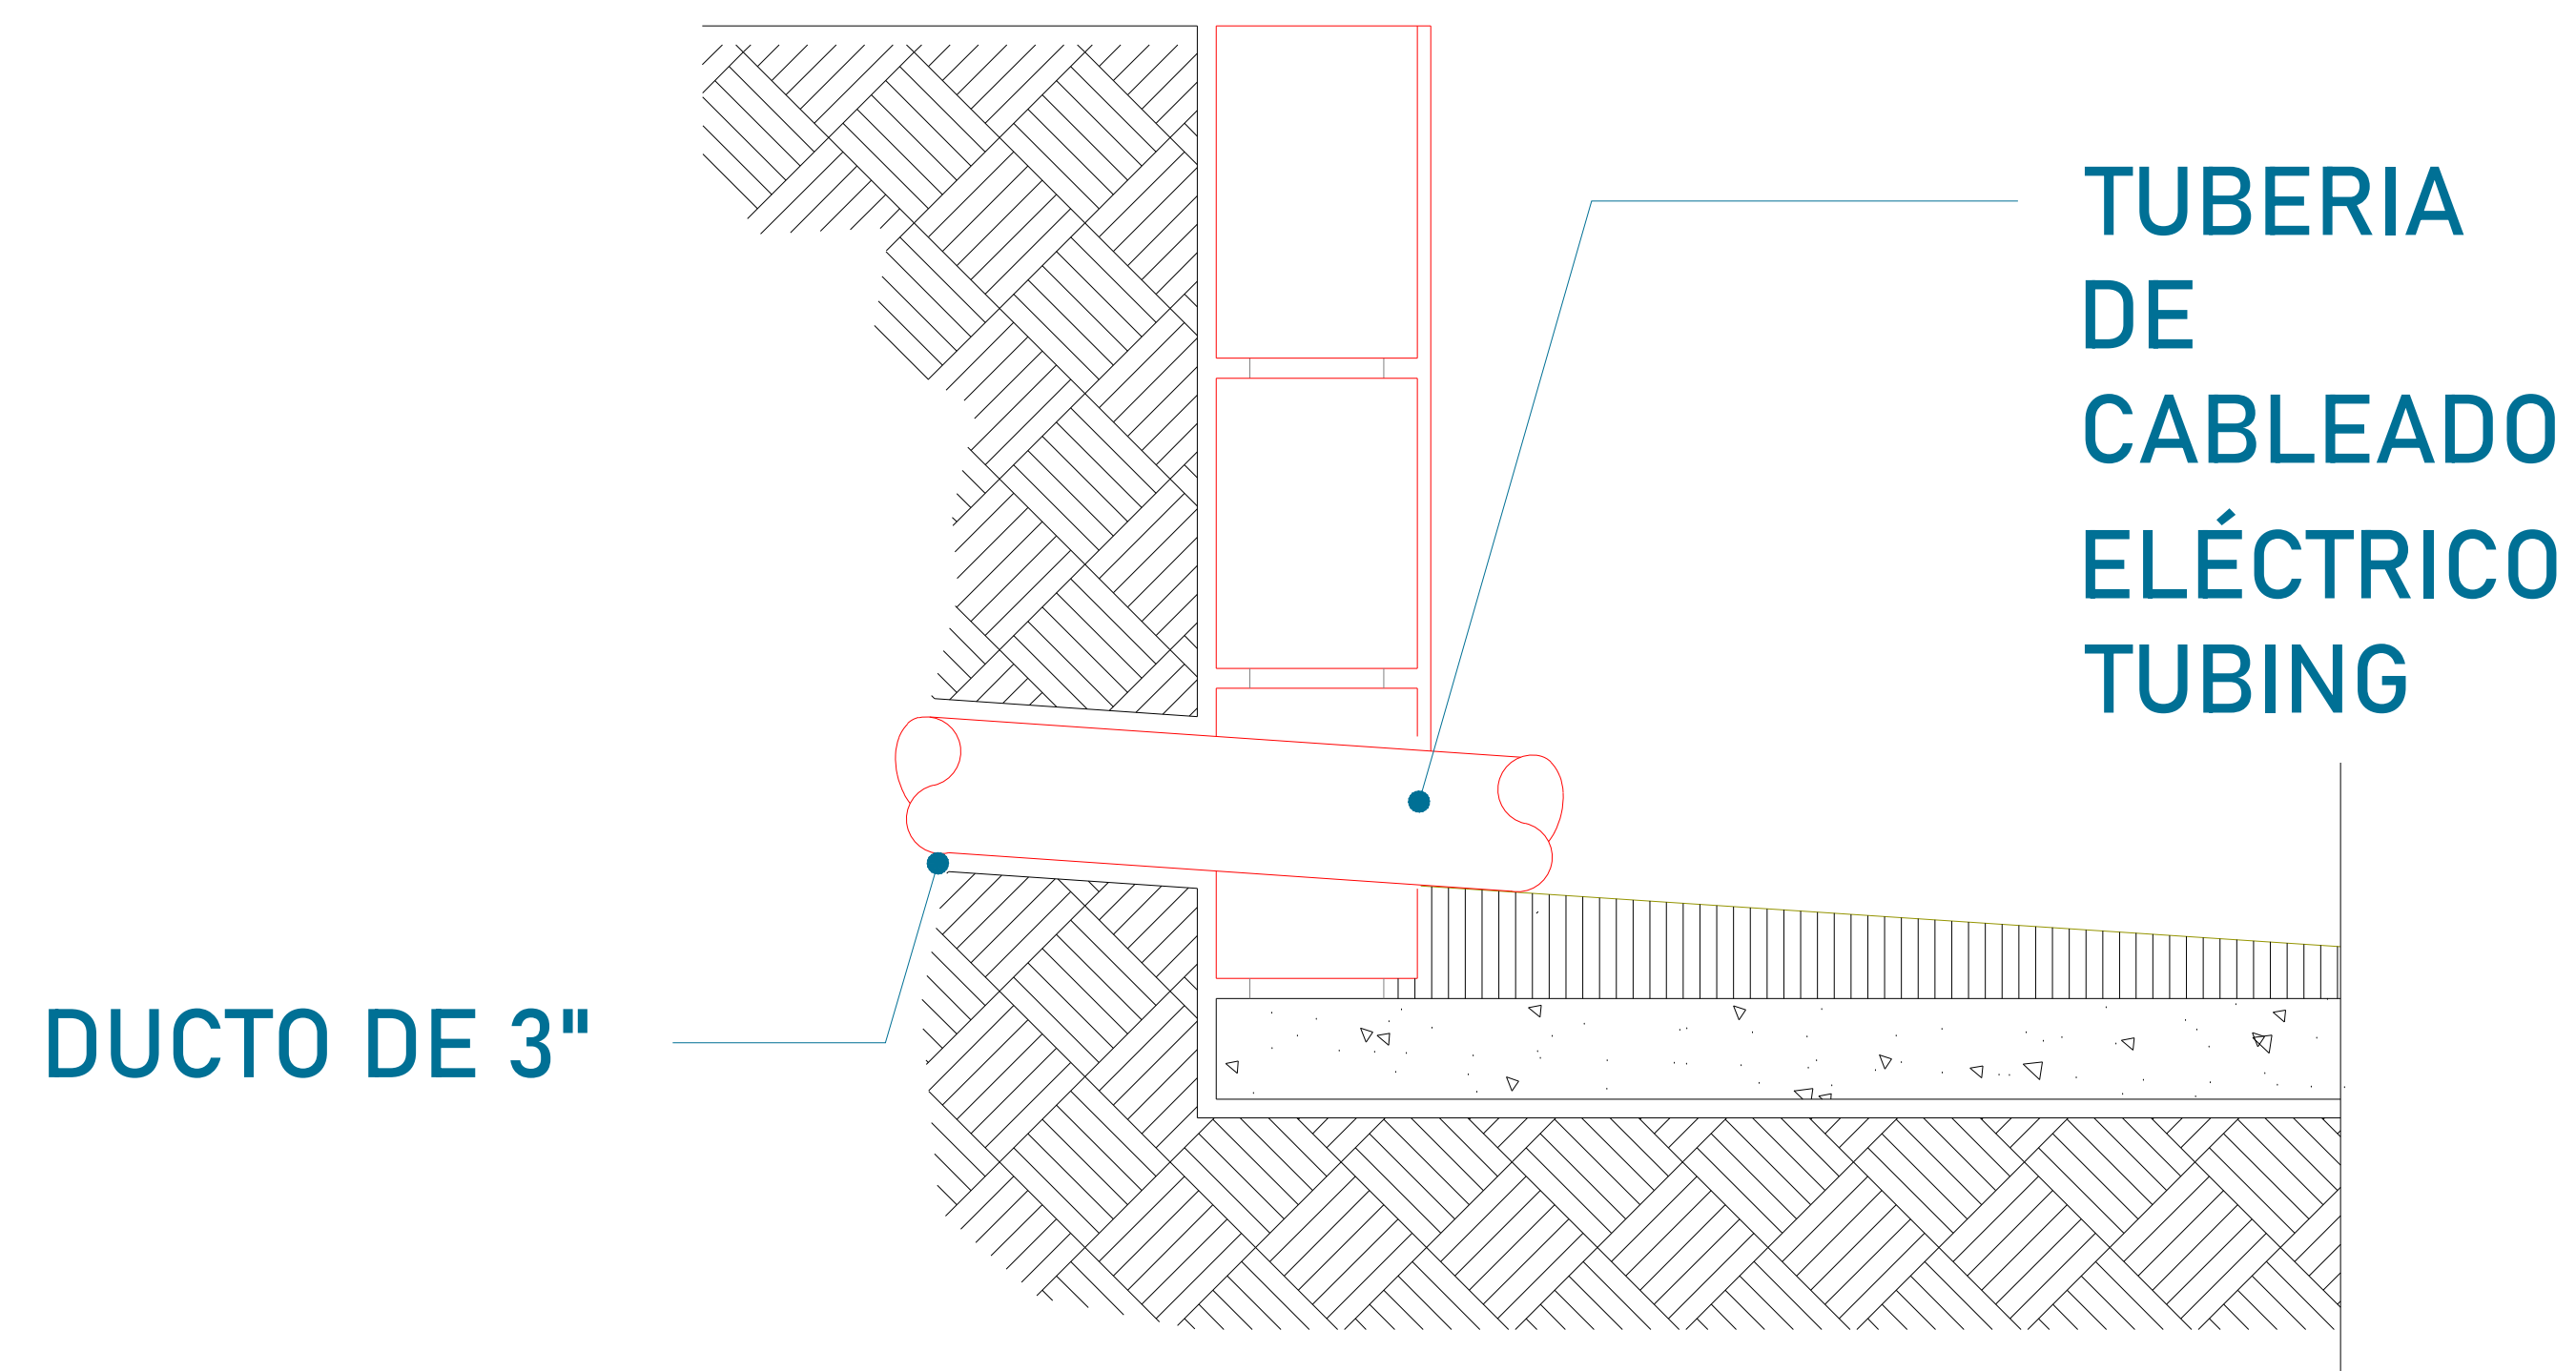 TUBERIA
DE
CABLEADO
ELÉCTRICO
TUBING
DUCTO DE 3"